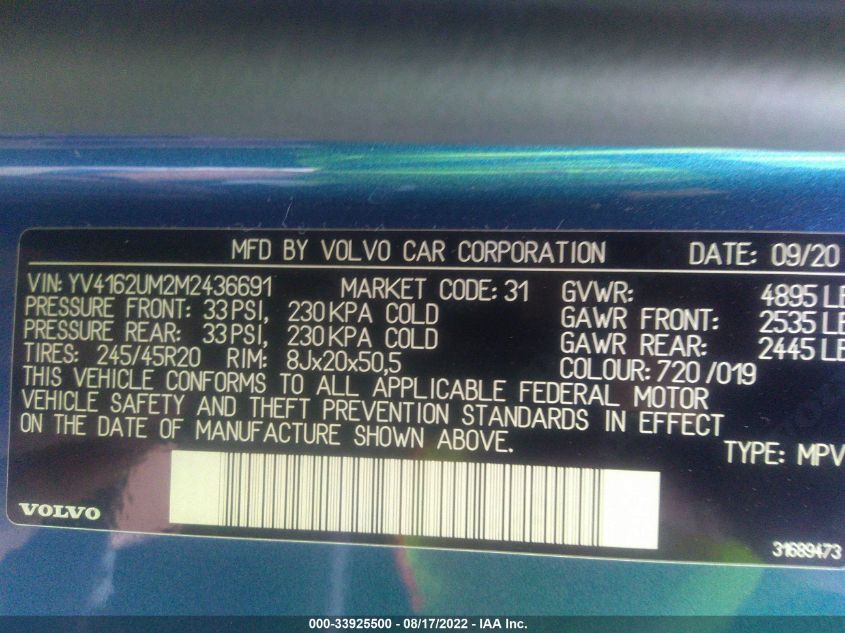 MFD BY VOLVO CAR CORPORATION DATE: 09/20
VIN: YV4162UM2M2436691 MARKET CODE: 31 GVWR: 4895 LB
PRESSURE FRONT: 33 PSI, 230 KPA COLD GAWR FRONT: 2535 LB
PRESSURE REAR: 33 PSI, 230 KPA COLD GAWR REAR: 2445 LB
TIRES: 245/45R20 RIM: 8Jx20x50,5 COLOUR: 720 /019
THIS VEHICLE CONFORMS TO ALL APPLICABLE FEDERAL MOTOR
VEHICLE SAFETY AND THEFT PREVENTION STANDARDS IN EFFECT
ON THE DATE OF MANUFACTURE SHOWN ABOVE.
TYPE: MPV
VOLVO
31689473
000-33925500 - 08/17/2022 - IAA Inc.